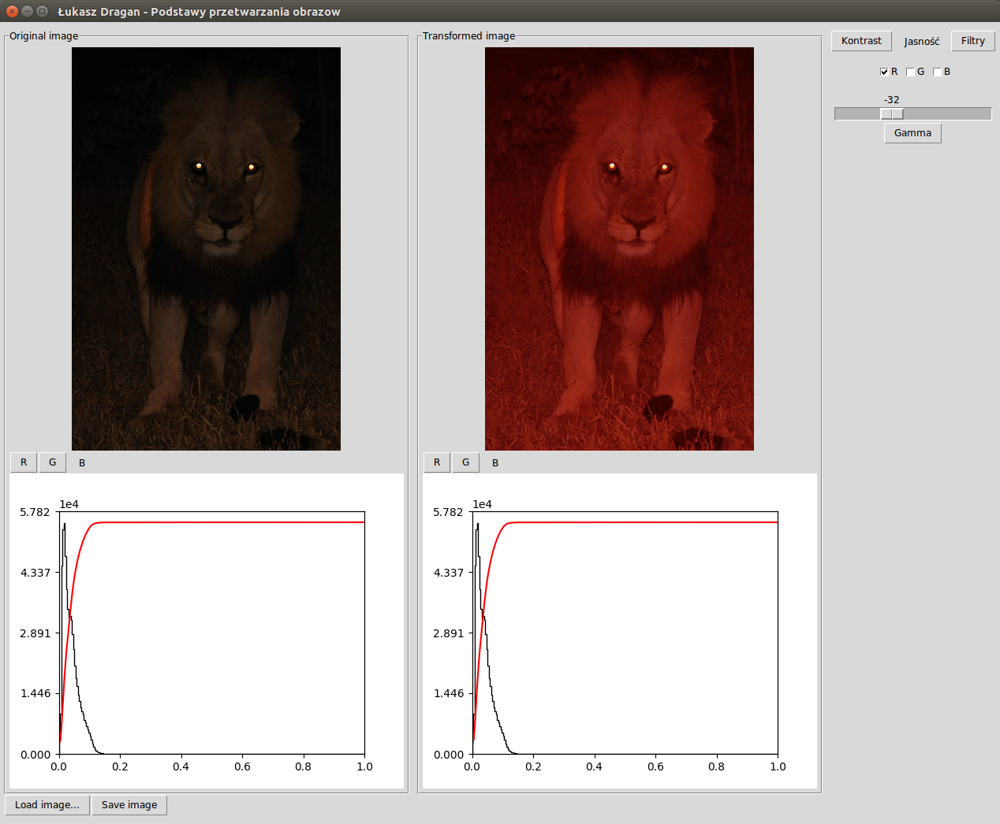 Łukasz Dragan - Podstawy przetwarzania obrazow
Original image
Transformed image
Kontrast Jasność Filtry
R G B
-32
Gamma
R G B
1e4
5.782
4.337
2.891
1.446
0.000
0.0 0.2 0.4 0.6 0.8 1.0
R G B
1e4
5.782
4.337
2.891
1.446
0.000
0.0 0.2 0.4 0.6 0.8 1.0
Load image... Save image